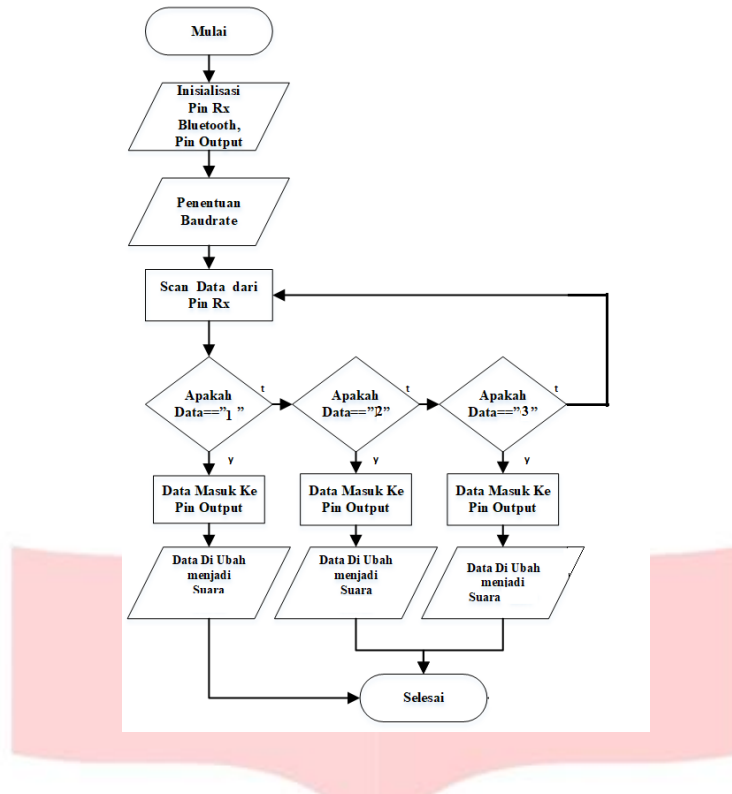 Mulai
Inisialisasi
Pin Rx
Bluetooth,
Pin Output
Penentuan
Baudrate
Scan Data dari
Pin Rx
Apakah
Data=="1 "
t
Apakah
Data=="2"
t
Apakah
Data=="3"
t
y
y
y
Data Masuk Ke
Pin Output
Data Masuk Ke
Pin Output
Data Masuk Ke
Pin Output
Data Di Ubah
menjadi
Suara
Data Di Ubah
menjadi
Suara
Data Di Ubah
menjadi
Suara
Selesai